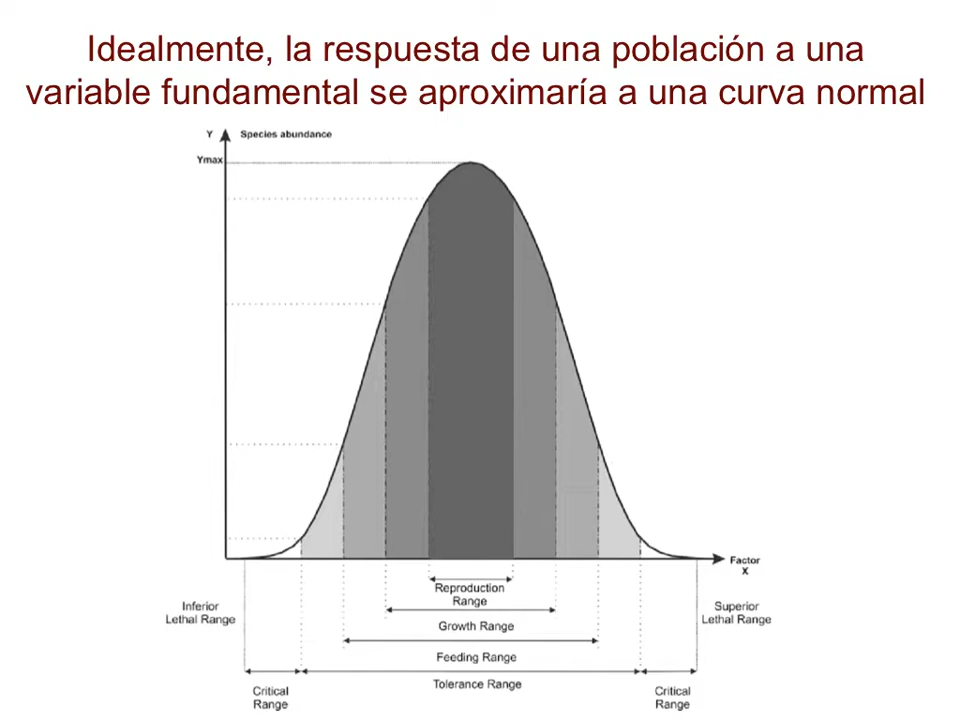 Idealmente, la respuesta de una población a una
variable fundamental se aproximaría a una curva normal
Y Species abundance
Ymax
Factor
X
Reproduction
Range
Inferior
Lethal Range
Superior
Lethal Range
Growth Range
Feeding Range
Tolerance Range
Critical
Range
Critical
Range